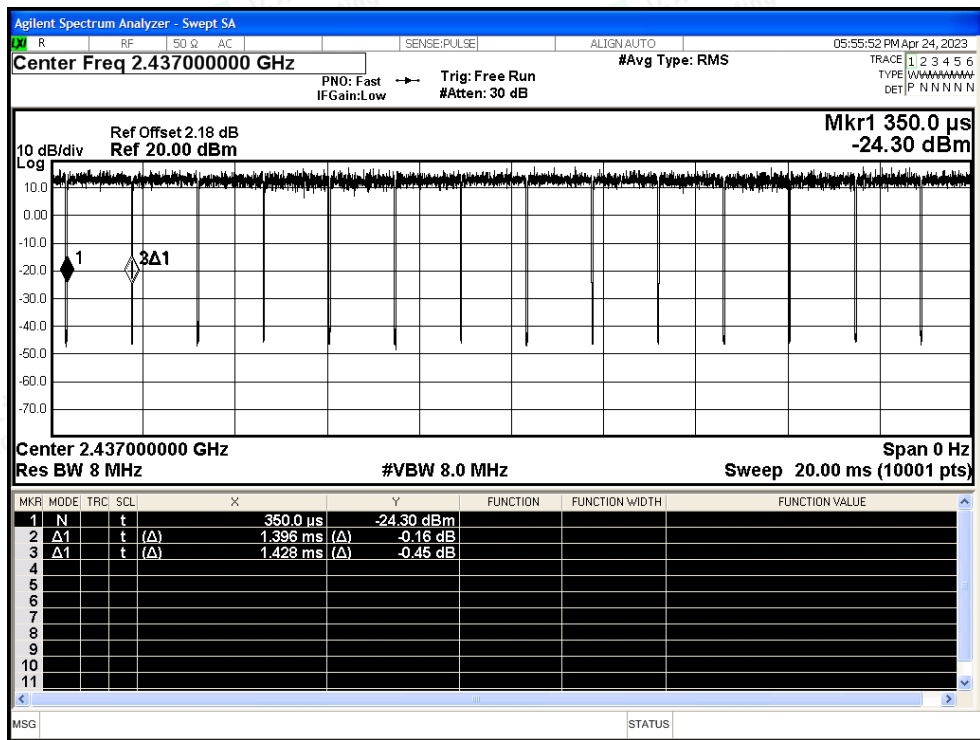 Agilent Spectrum Analyzer - Swept SA
LXI R RF 50 Ω AC SENSE:PULSE ALIGN AUTO 05:55:52 PM Apr 24, 2023
Center Freq 2.437000000 GHz
#Avg Type: RMS
TRACE 1 2 3 4 5 6
PNO: Fast Trig: Free Run
TYPE
IFGain:Low #Atten: 30 dB
DET P N N N N N
Mkr1 350.0 µs
Ref Offset 2.18 dB
10 dB/div Ref 20.00 dBm -24.30 dBm
Log
10.0
0.00
-10.0
1 3Δ1
-20.0
-30.0
-40.0
-50.0
-60.0
-70.0
Center 2.437000000 GHz Span 0 Hz
Res BW 8 MHz #VBW 8.0 MHz Sweep 20.00 ms (10001 pts)
MKR MODE TRC SCL X Y FUNCTION FUNCTION WIDTH FUNCTION VALUE
1 N t 350.0 µs -24.30 dBm
2 Δ1 t (Δ) 1.396 ms (Δ) -0.16 dB
3 Δ1 t (Δ) 1.428 ms (Δ) -0.45 dB
4
5
6
7
8
9
10
11
MSG STATUS